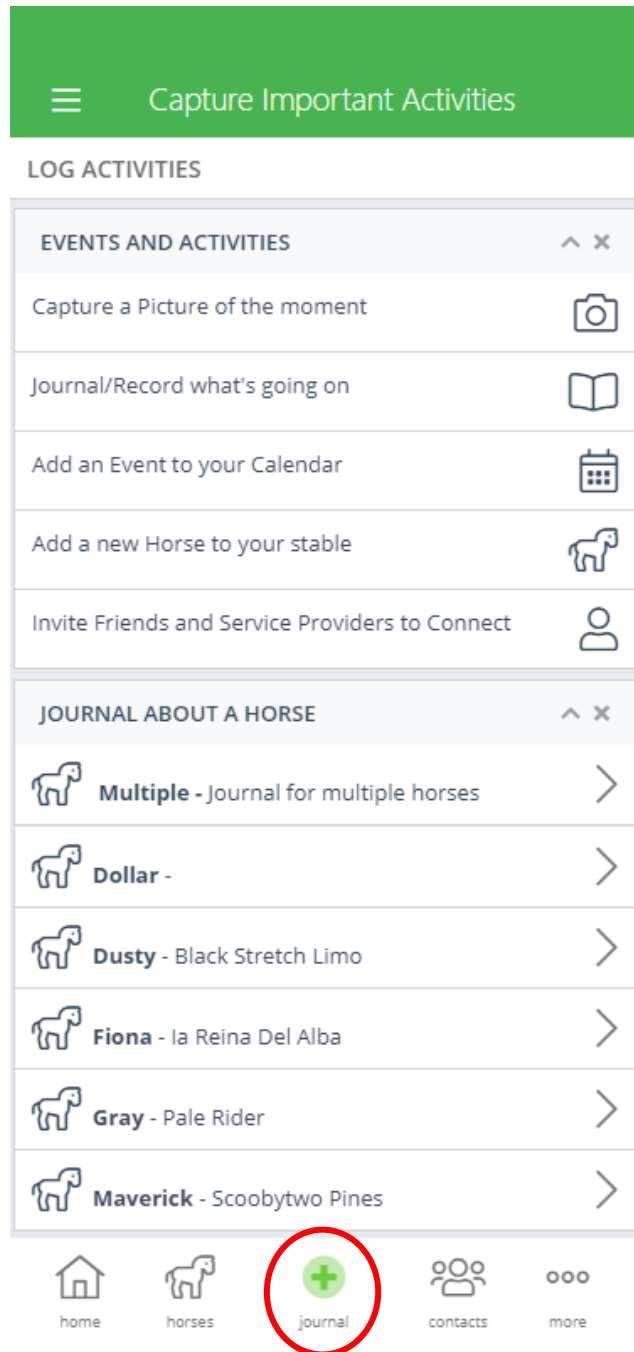 Capture Important Activities
LOG ACTIVITIES
EVENTS AND ACTIVITIES
Capture a Picture of the moment
Journal/Record what's going on
Add an Event to your Calendar
Add a new Horse to your stable
Invite Friends and Service Providers to Connect
JOURNAL ABOUT A HORSE
Multiple - Journal for multiple horses
Dollar -
Dusty - Black Stretch Limo
Fiona - la Reina Del Alba
Gray - Pale Rider
Maverick - Scoobytwo Pines
home horses journal contacts more